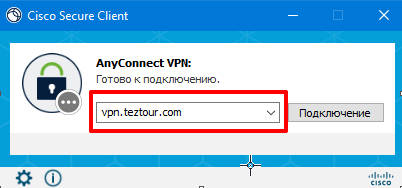 Cisco Secure Client
AnyConnect VPN:
Готово к подключению.
vpn.teztour.com
Подключение
CISCO